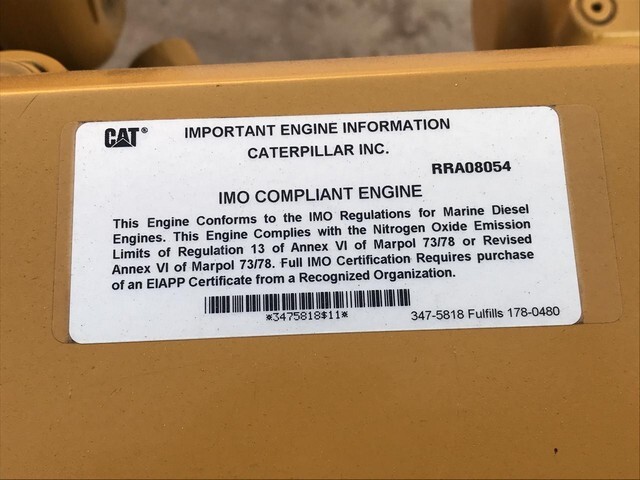 CAT® IMPORTANT ENGINE INFORMATION
CATERPILLAR INC.
RRA08054
IMO COMPLIANT ENGINE
This Engine Conforms to the IMO Regulations for Marine Diesel
Engines. This Engine Complies with the Nitrogen Oxide Emission
Limits of Regulation 13 of Annex VI of Marpol 73/78 or Revised
Annex VI of Marpol 73/78. Full IMO Certification Requires purchase
of an EIAPP Certificate from a Recognized Organization.
*3475818$11*
347-5818 Fulfills 178-0480